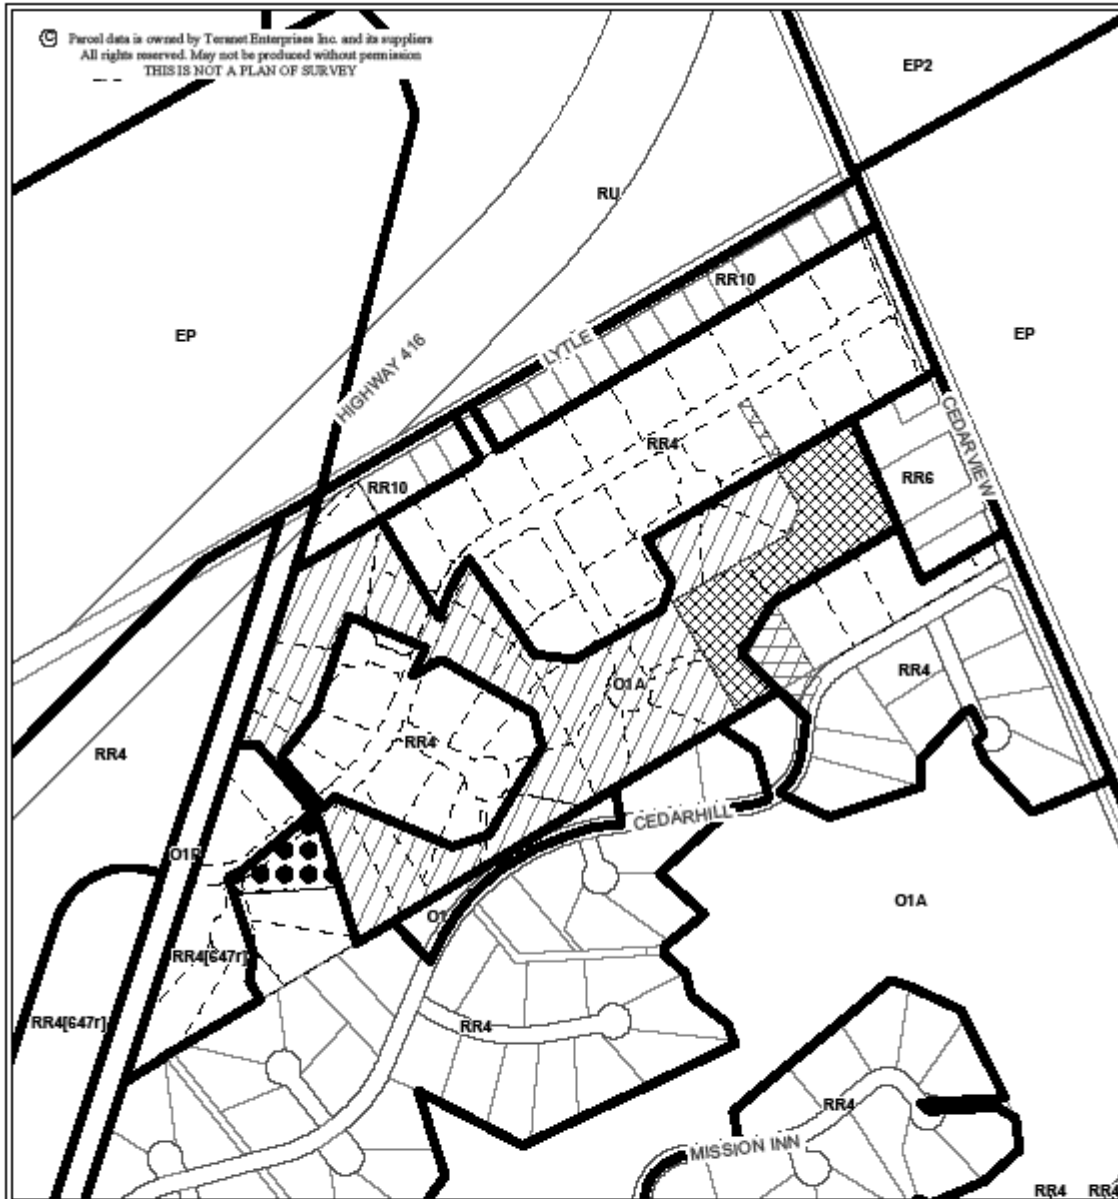 © Parcel data is owned by Teranet Enterprises Inc. and its suppliers
All rights reserved. May not be produced without permission
THIS IS NOT A PLAN OF SURVEY
EP2
RU
RR10
EP
EP
HIGHWAY 416
LYTLE
CEDARVIEW
RR4
RR6
RR10
O1A
RR4
RR4
RR4
CEDARHILL
O1A
RR4[647r]
RR4[647r]
RR4
RR4
MISSION INN
RR4